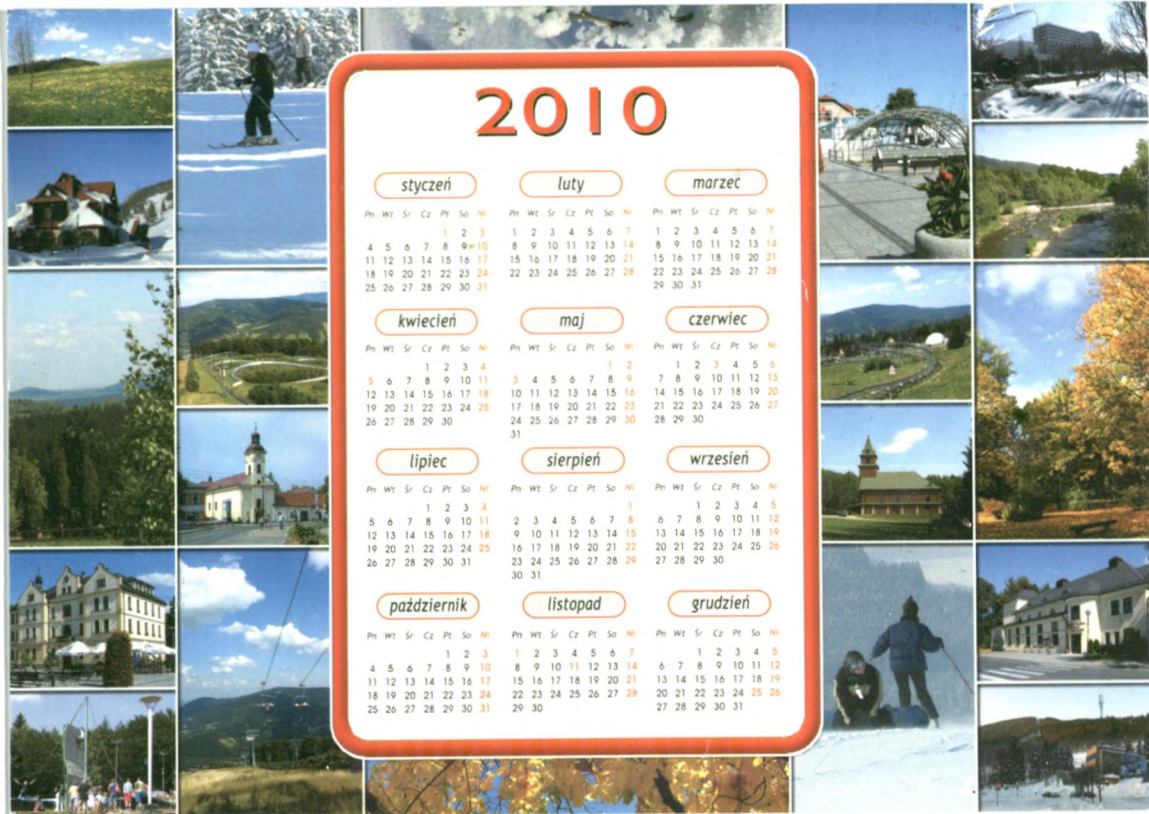 2010
styczeń
Pn Wt Śr Cz Pt So Ni
1 2 3
4 5 6 7 8 9 10
11 12 13 14 15 16 17
18 19 20 21 22 23 24
25 26 27 28 29 30 31
luty
Pn Wt Śr Cz Pt So Ni
1 2 3 4 5 6 7
8 9 10 11 12 13 14
15 16 17 18 19 20 21
22 23 24 25 26 27 28
marzec
Pn Wt Śr Cz Pt So Ni
1 2 3 4 5 6 7
8 9 10 11 12 13 14
15 16 17 18 19 20 21
22 23 24 25 26 27 28
29 30 31
kwiecień
Pn Wt Śr Cz Pt So Ni
1 2 3 4
5 6 7 8 9 10 11
12 13 14 15 16 17 18
19 20 21 22 23 24 25
26 27 28 29 30
maj
Pn Wt Śr Cz Pt So Ni
1 2
3 4 5 6 7 8 9
10 11 12 13 14 15 16
17 18 19 20 21 22 23
24 25 26 27 28 29 30
31
czerwiec
Pn Wt Śr Cz Pt So Ni
1 2 3 4 5 6
7 8 9 10 11 12 13
14 15 16 17 18 19 20
21 22 23 24 25 26 27
28 29 30
lipiec
Pn Wt Śr Cz Pt So Ni
1 2 3 4
5 6 7 8 9 10 11
12 13 14 15 16 17 18
19 20 21 22 23 24 25
26 27 28 29 30 31
sierpień
Pn Wt Śr Cz Pt So Ni
1
2 3 4 5 6 7 8
9 10 11 12 13 14 15
16 17 18 19 20 21 22
23 24 25 26 27 28 29
30 31
wrzesień
Pn Wt Śr Cz Pt So Ni
1 2 3 4 5
6 7 8 9 10 11 12
13 14 15 16 17 18 19
20 21 22 23 24 25 26
27 28 29 30
październik
Pn Wt Śr Cz Pt So Ni
1 2 3
4 5 6 7 8 9 10
11 12 13 14 15 16 17
18 19 20 21 22 23 24
25 26 27 28 29 30 31
listopad
Pn Wt Śr Cz Pt So Ni
1 2 3 4 5 6 7
8 9 10 11 12 13 14
15 16 17 18 19 20 21
22 23 24 25 26 27 28
29 30
grudzień
Pn Wt Śr Cz Pt So Ni
1 2 3 4 5
6 7 8 9 10 11 12
13 14 15 16 17 18 19
20 21 22 23 24 25 26
27 28 29 30 31